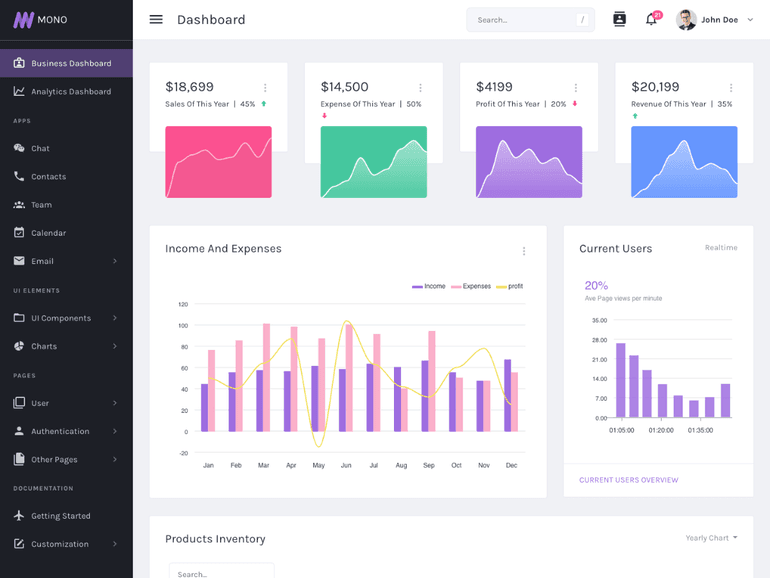 MONO
Dashboard
Search...
/
21
John Doe
Business Dashboard
Analytics Dashboard
APPS
Chat
Contacts
Team
Calendar
Email
UI ELEMENTS
UI Components
Charts
PAGES
User
Authentication
Other Pages
DOCUMENTATION
Getting Started
Customization
$18,699
Sales Of This Year | 45%
$14,500
Expense Of This Year | 50%
$4199
Profit Of This Year | 20%
$20,199
Revenue Of This Year | 35%
Income And Expenses
Income Expenses profit
120
100
80
60
40
20
0
-20
Jan Feb Mar Apr May Jun Jul Aug Sep Oct Nov Dec
Current Users
Realtime
20%
Ave Page views per minute
35.00
28.00
21.00
14.00
7.00
0.00
01:05:00 01:20:00 01:35:00
CURRENT USERS OVERVIEW
Products Inventory
Yearly Chart
Search...